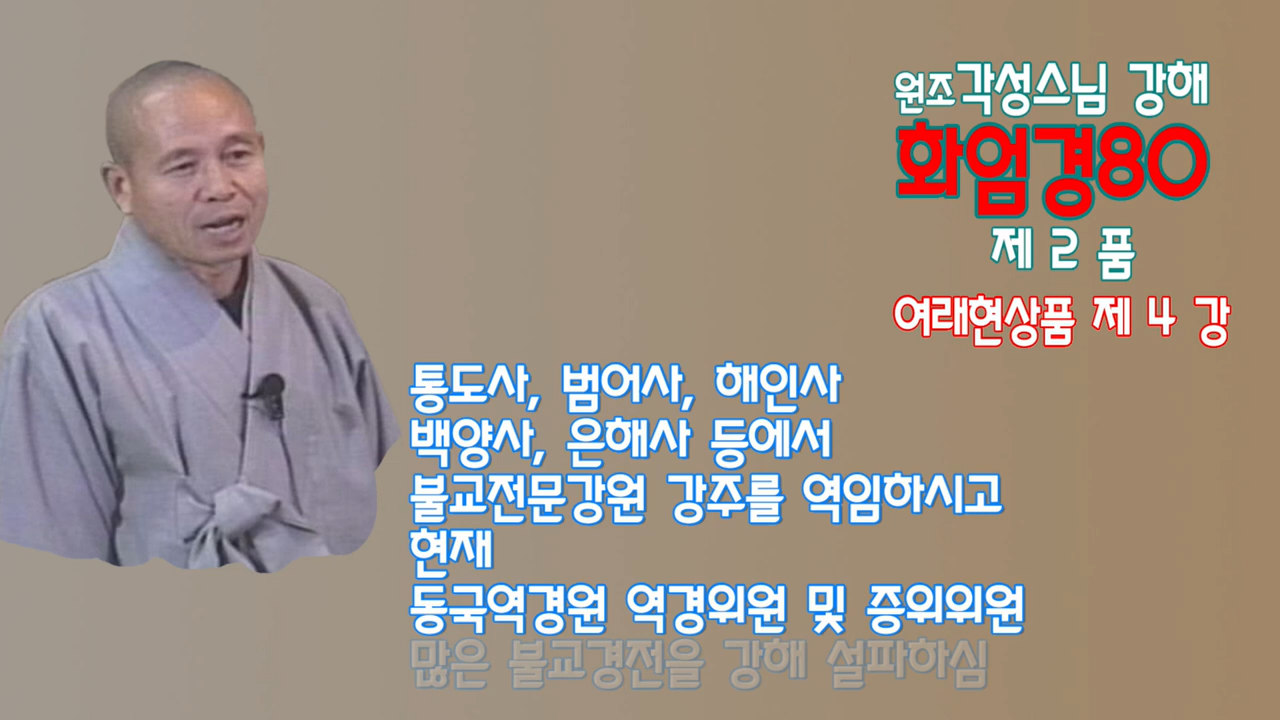 원조각성스님 강해
화엄경80
제 2 품
여래현상품 제 4 강
통도사, 범어사, 해인사
백양사, 은해사 등에서
불교전문강원 강주를 역임하시고
현재
동국역경원 역경위원 및 증위위원
많은 불교경전을 강해 설파하심